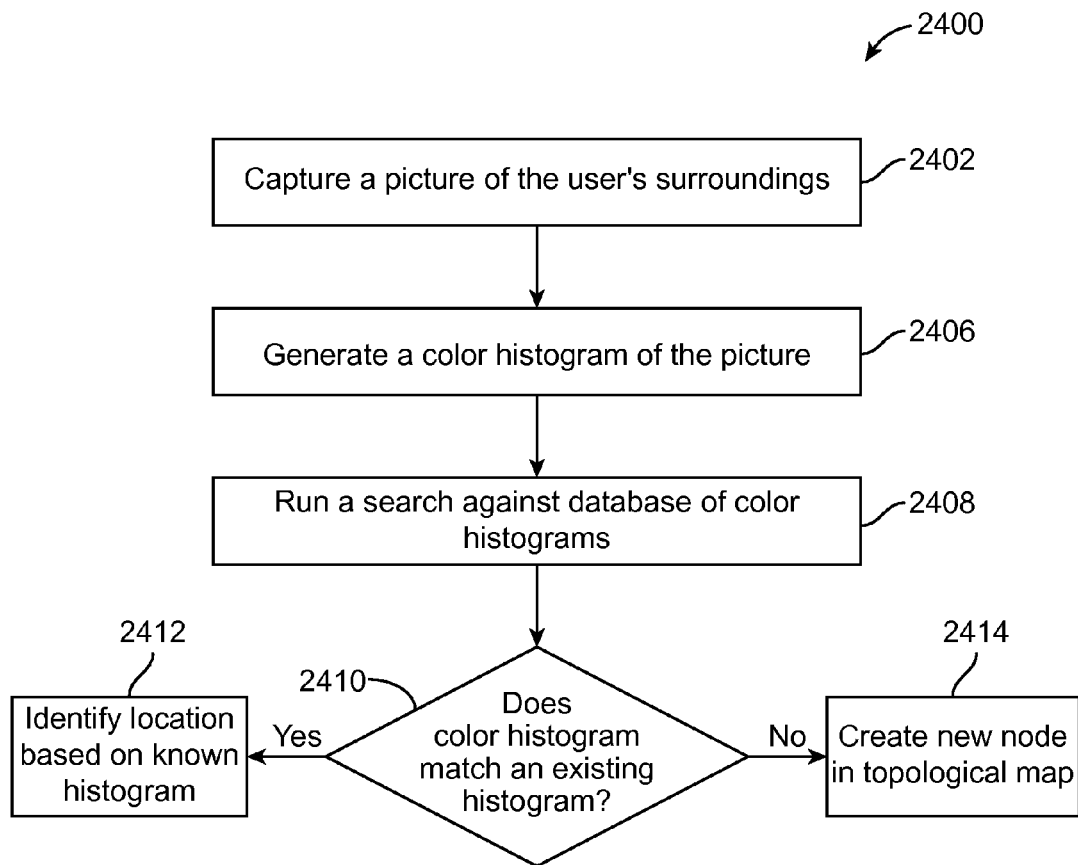 2400
Capture a picture of the user's surroundings
2402
Generate a color histogram of the picture
2406
Run a search against database of color
histograms
2408
2412
2410
2414
Does
color histogram
match an existing
histogram?
Yes
No
Identify location
based on known
histogram
Create new node
in topological map